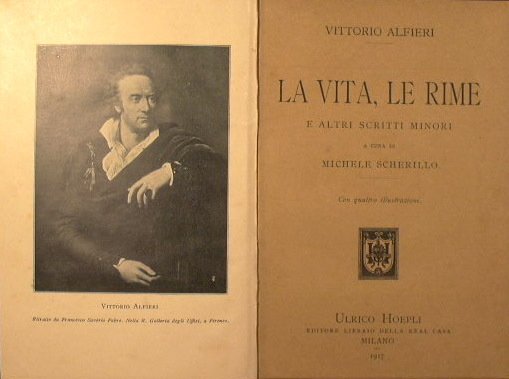 VITTORIO ALFIERI
Ritratto da Francesco Saverio Fabre. Nella R. Galleria degli Uffizi, a Firenze.
VITTORIO ALFIERI
LA VITA, LE RIME
E ALTRI SCRITTI MINORI
A CURA DI
MICHELE SCHERILLO.
Con quattro illustrazioni.
ULRICO HOEPLI
EDITORE LIBRAIO DELLA REAL CASA
MILANO
1917